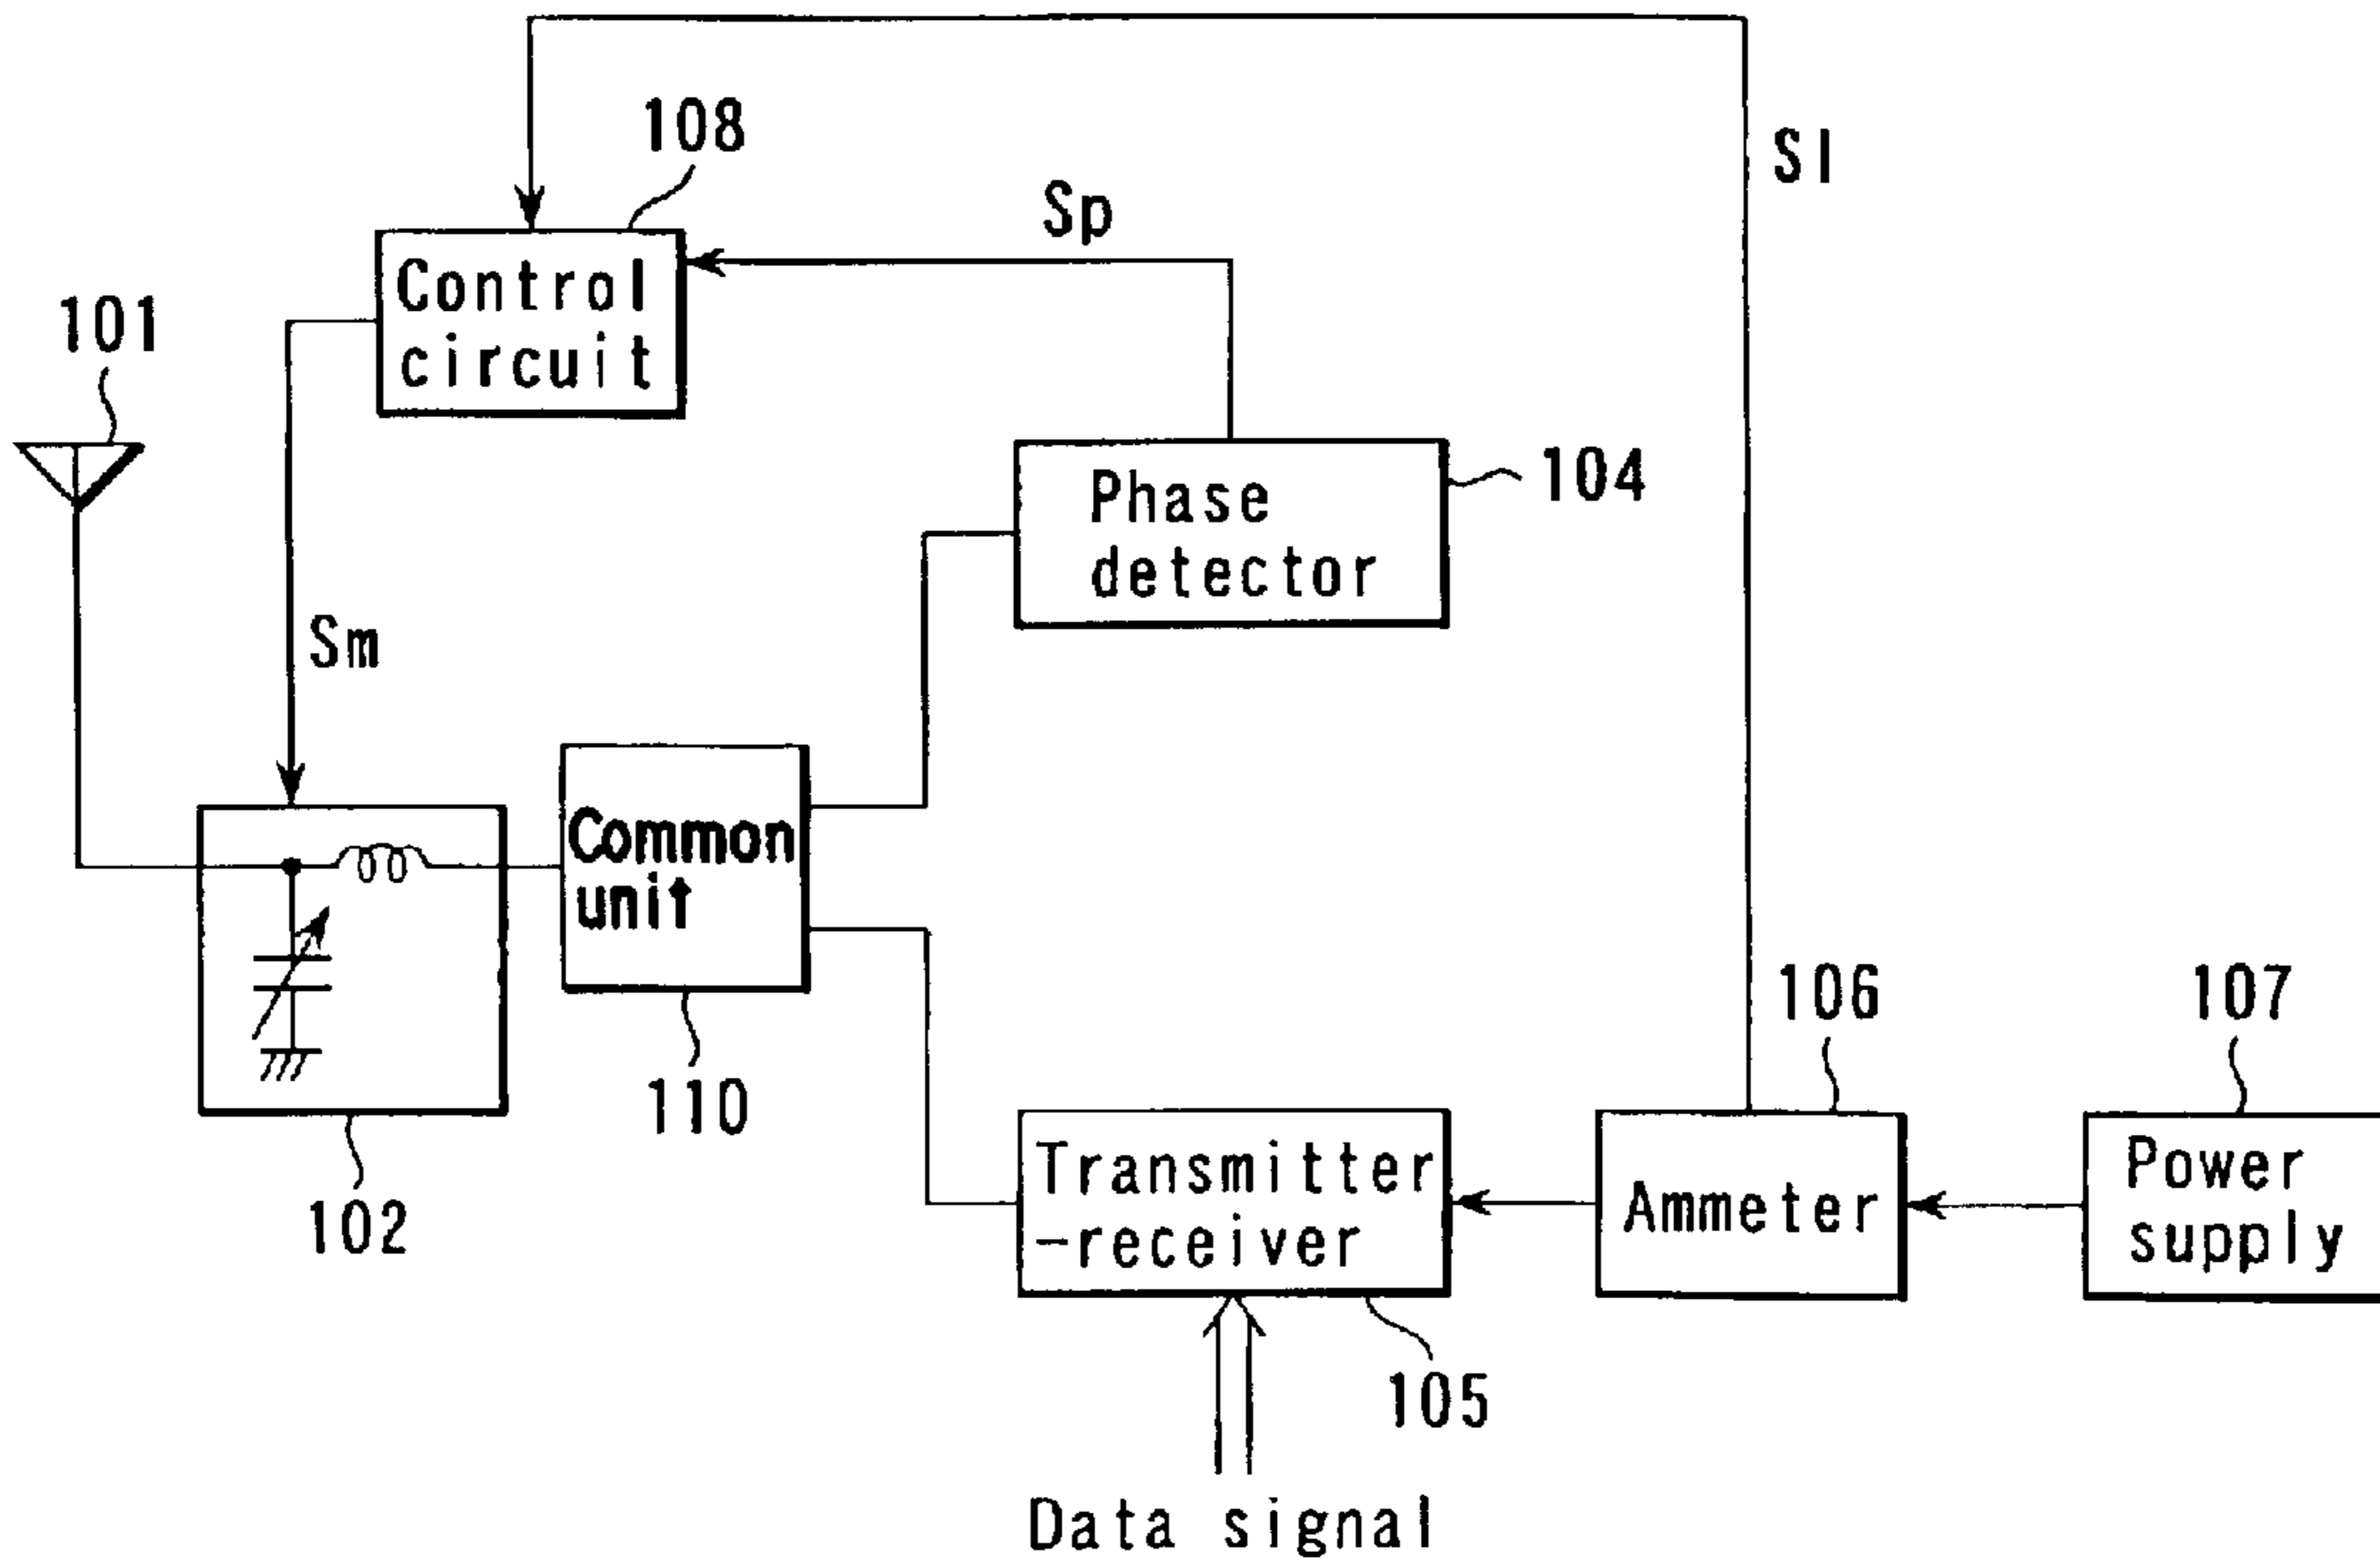 108
SI
Sp
Control
circuit
101
104
Phase
detector
Sm
Common
unit
110
106
107
102
Transmitter
-receiver
Ammeter
Power
supply
105
Data signal